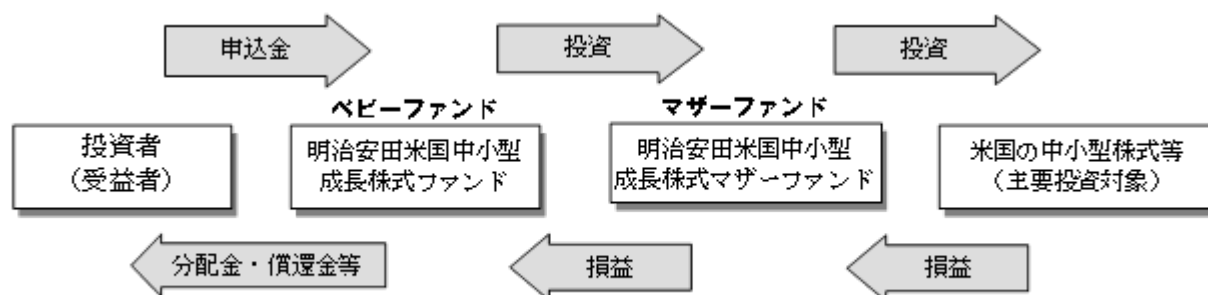 申込金
投資
投資
ベビーファンド
マザーファンド
投資者
（受益者）
明治安田米国中小型
成長株式ファンド
明治安田米国中小型
成長株式マザーファンド
米国の中小型株式等
（主要投資対象）
分配金・償還金等
損益
損益